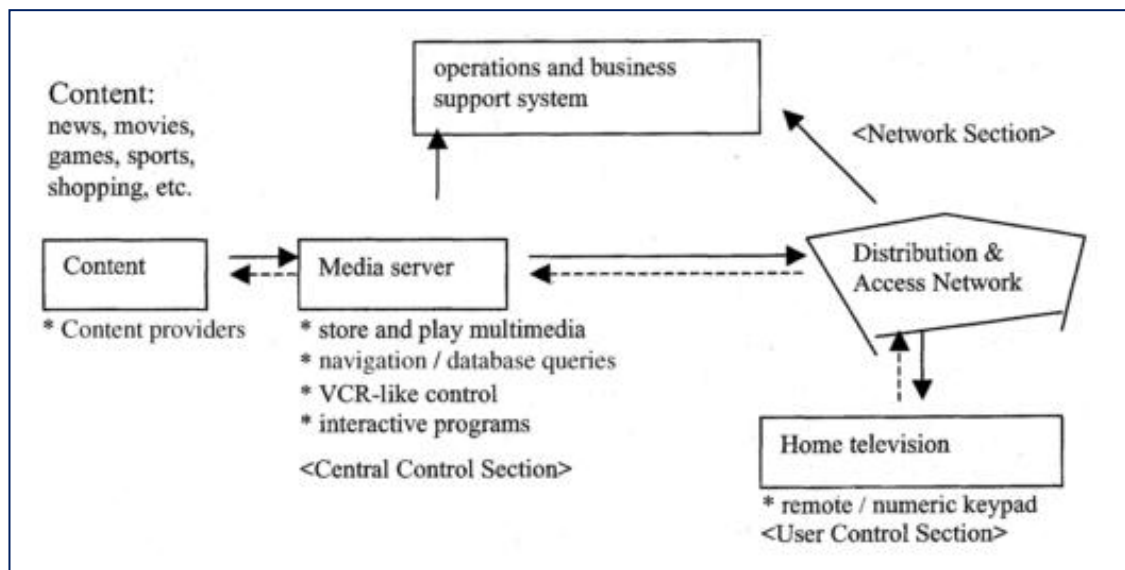 operations and business
support system
Content:
news, movies,
games, sports,
shopping, etc.
<Network Section>
Content
Media server
Distribution &
Access Network
* Content providers
* store and play multimedia
* navigation / database queries
* VCR-like control
* interactive programs
<Central Control Section>
Home television
* remote / numeric keypad
<User Control Section>